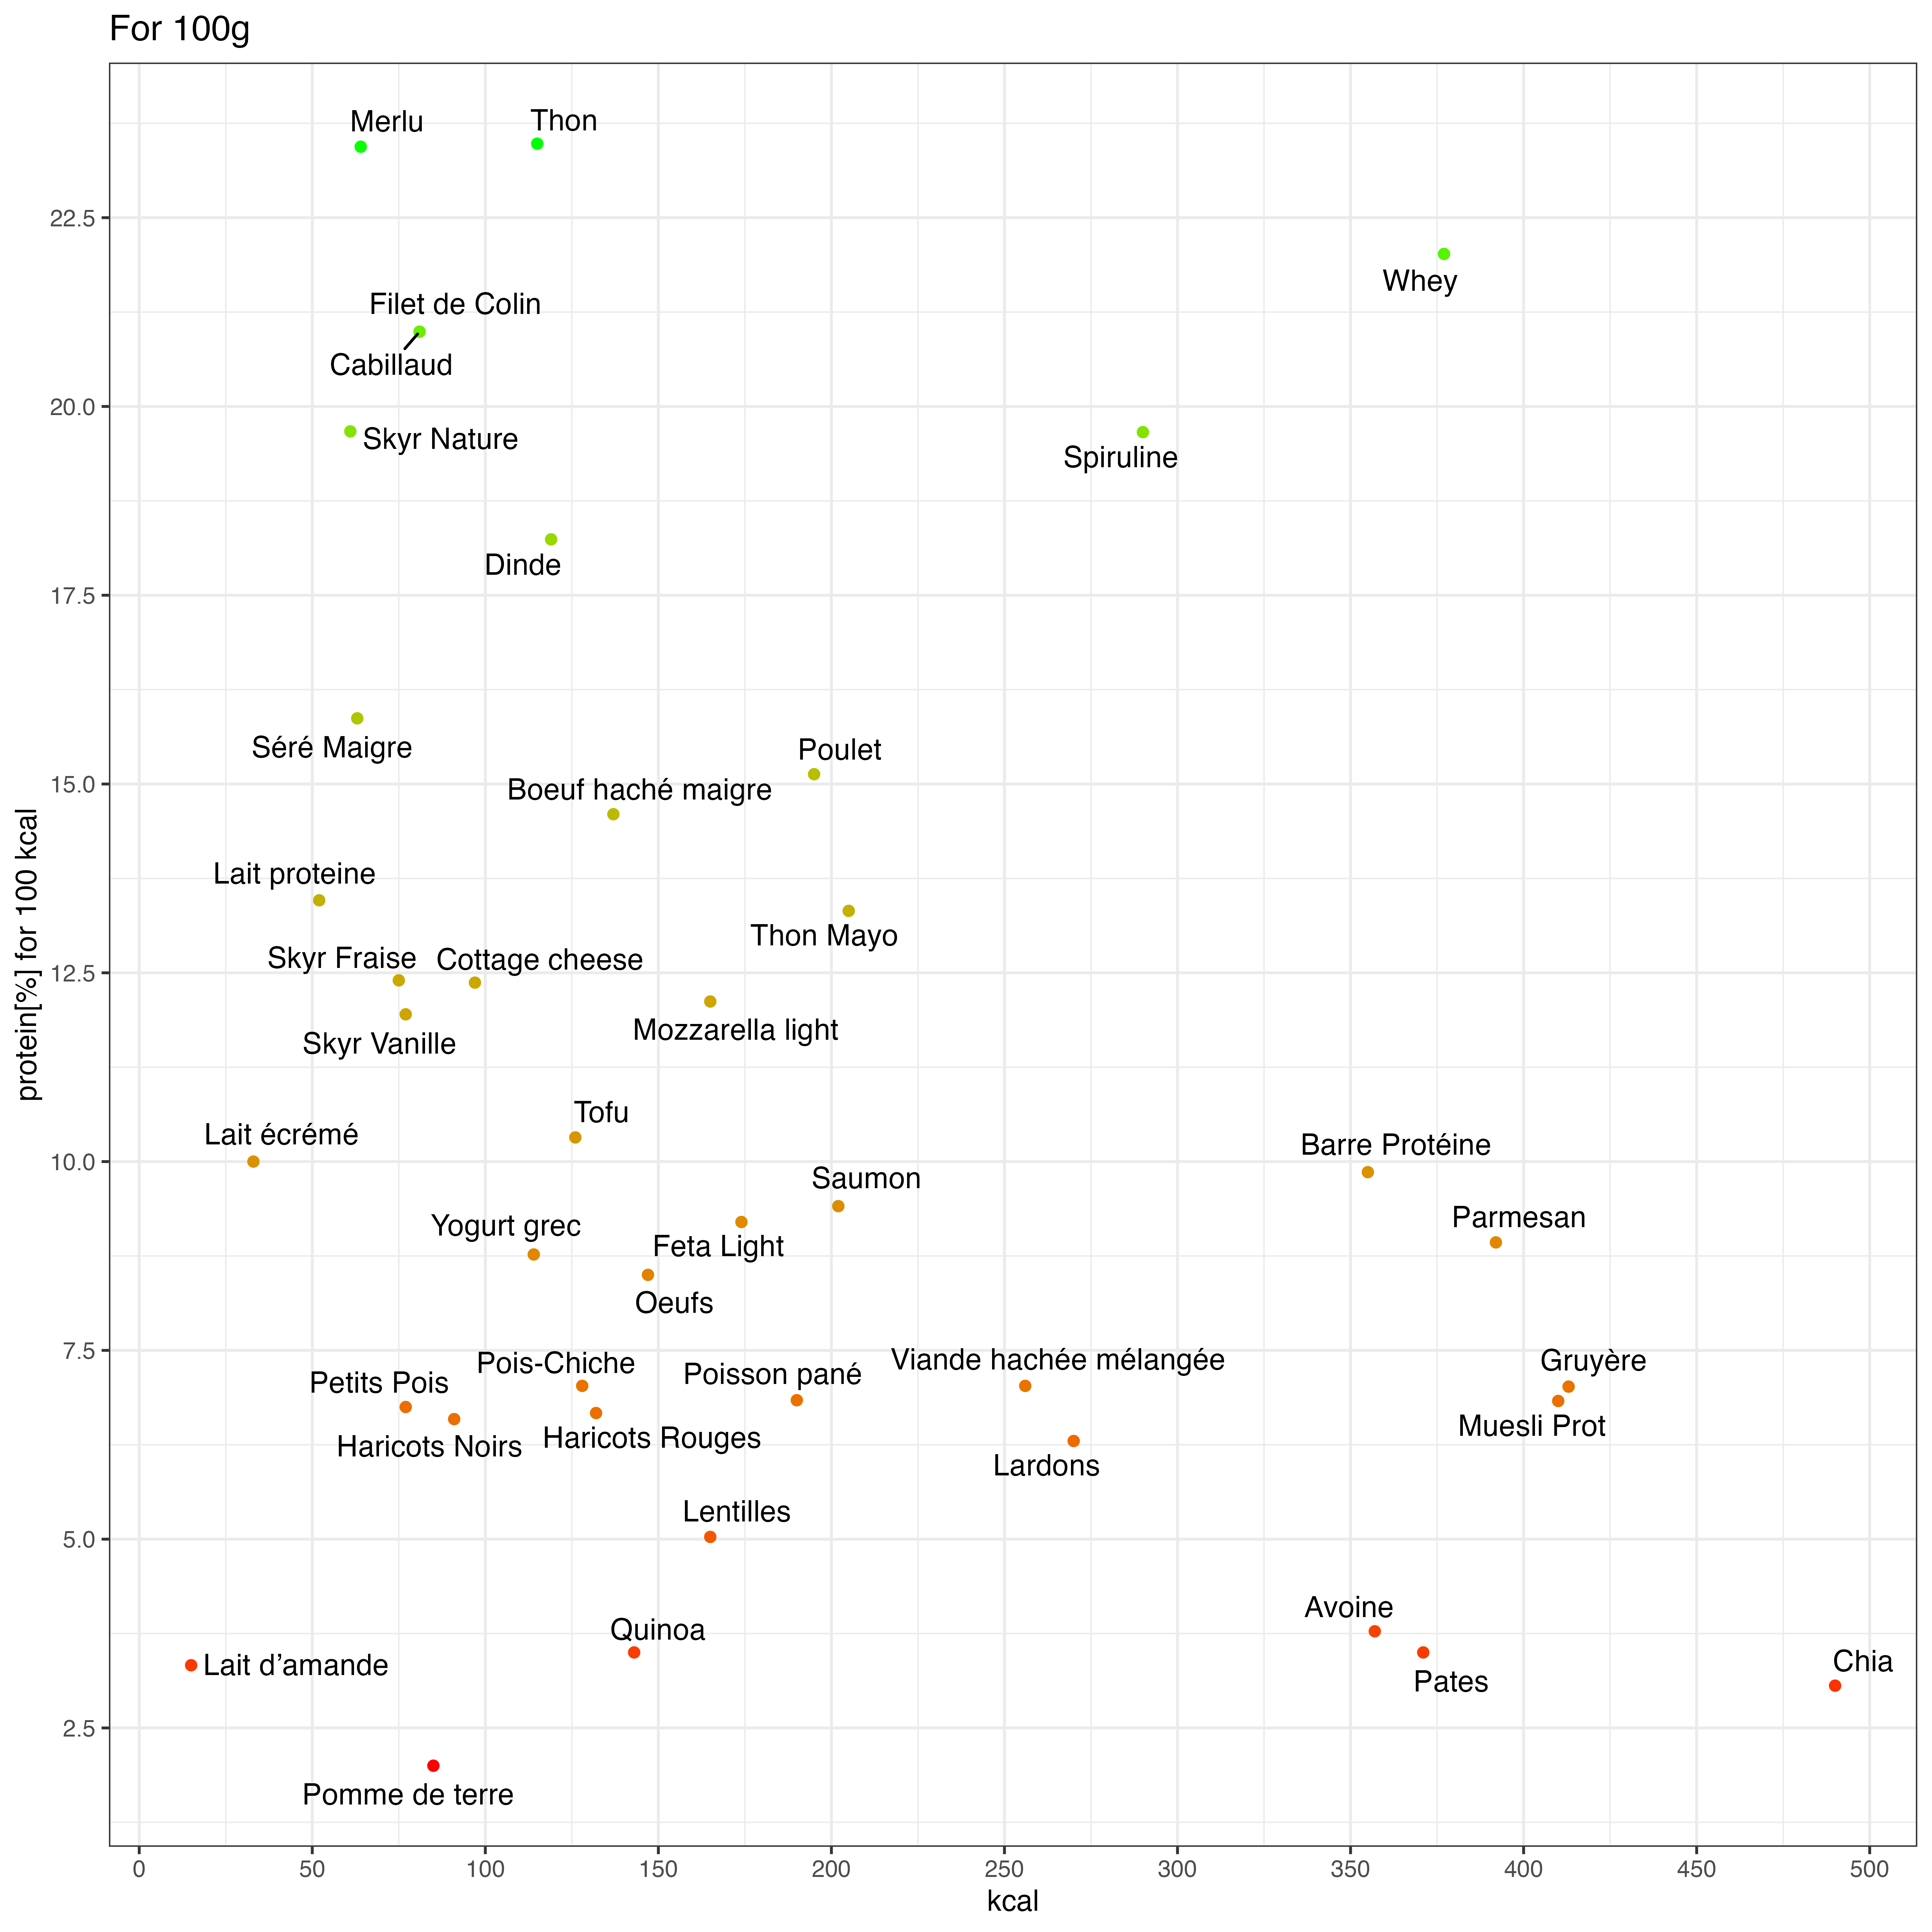 For 100g
Merlu
Thon
22.5
Whey
Filet de Colin
Cabillaud
20.0
Skyr Nature
Spiruline
Dinde
17.5
Séré Maigre
Poulet
15.0
Boeuf haché maigre
Lait proteine
Thon Mayo
Skyr Fraise
Cottage cheese
12.5
Mozzarella light
Skyr Vanille
Tofu
Lait écrémé
Barre Protéine
10.0
Saumon
Parmesan
Yogurt grec
Feta Light
Oeufs
7.5
Pois-Chiche
Viande hachée mélangée
Gruyère
Petits Pois
Poisson pané
Muesli Prot
Haricots Noirs
Haricots Rouges
Lardons
Lentilles
5.0
Avoine
Quinoa
Lait d’amande
Chia
Pates
2.5
Pomme de terre
0 50 100 150 200 250 300 350 400 450 500
kcal
protein[%] for 100 kcal